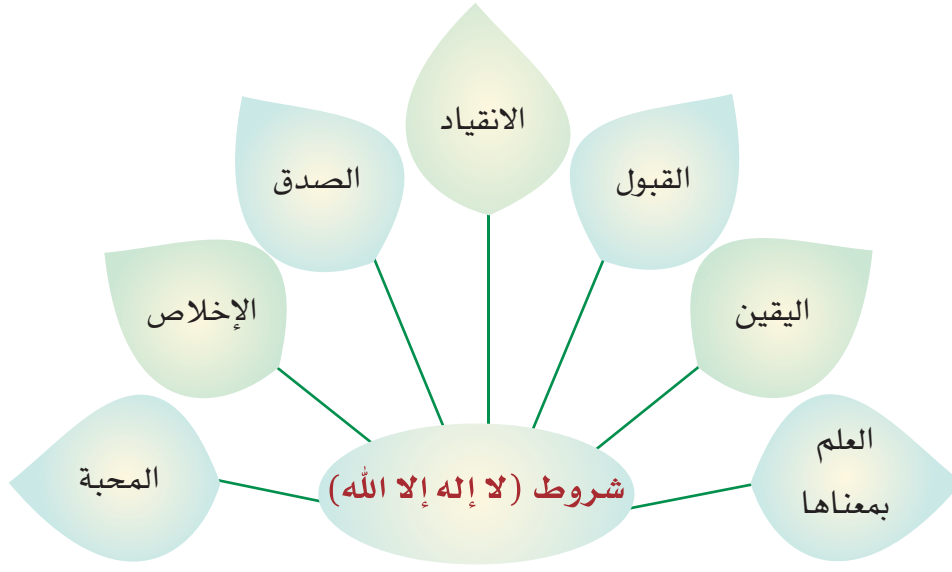 شروط (لا إله إلا الله)
العلم
بمعناها
اليقين
القبول
الانقياد
الصدق
الإخلاص
المحبة